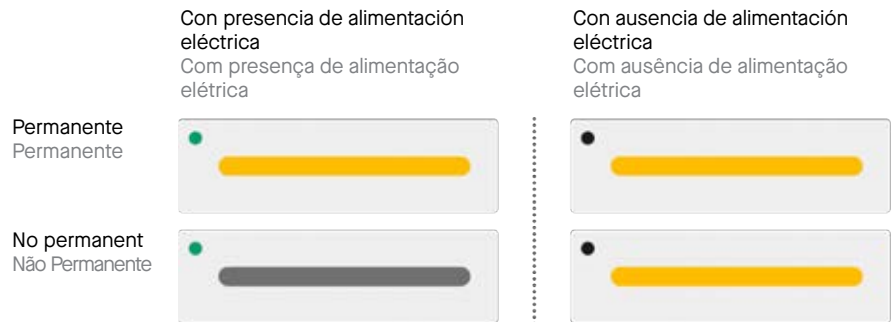 Con presencia de alimentación
eléctrica
Com presença de alimentação
elétrica
Con ausencia de alimentación
eléctrica
Com ausência de alimentação
elétrica
Permanente
Permanente
No permanent
Não Permanente